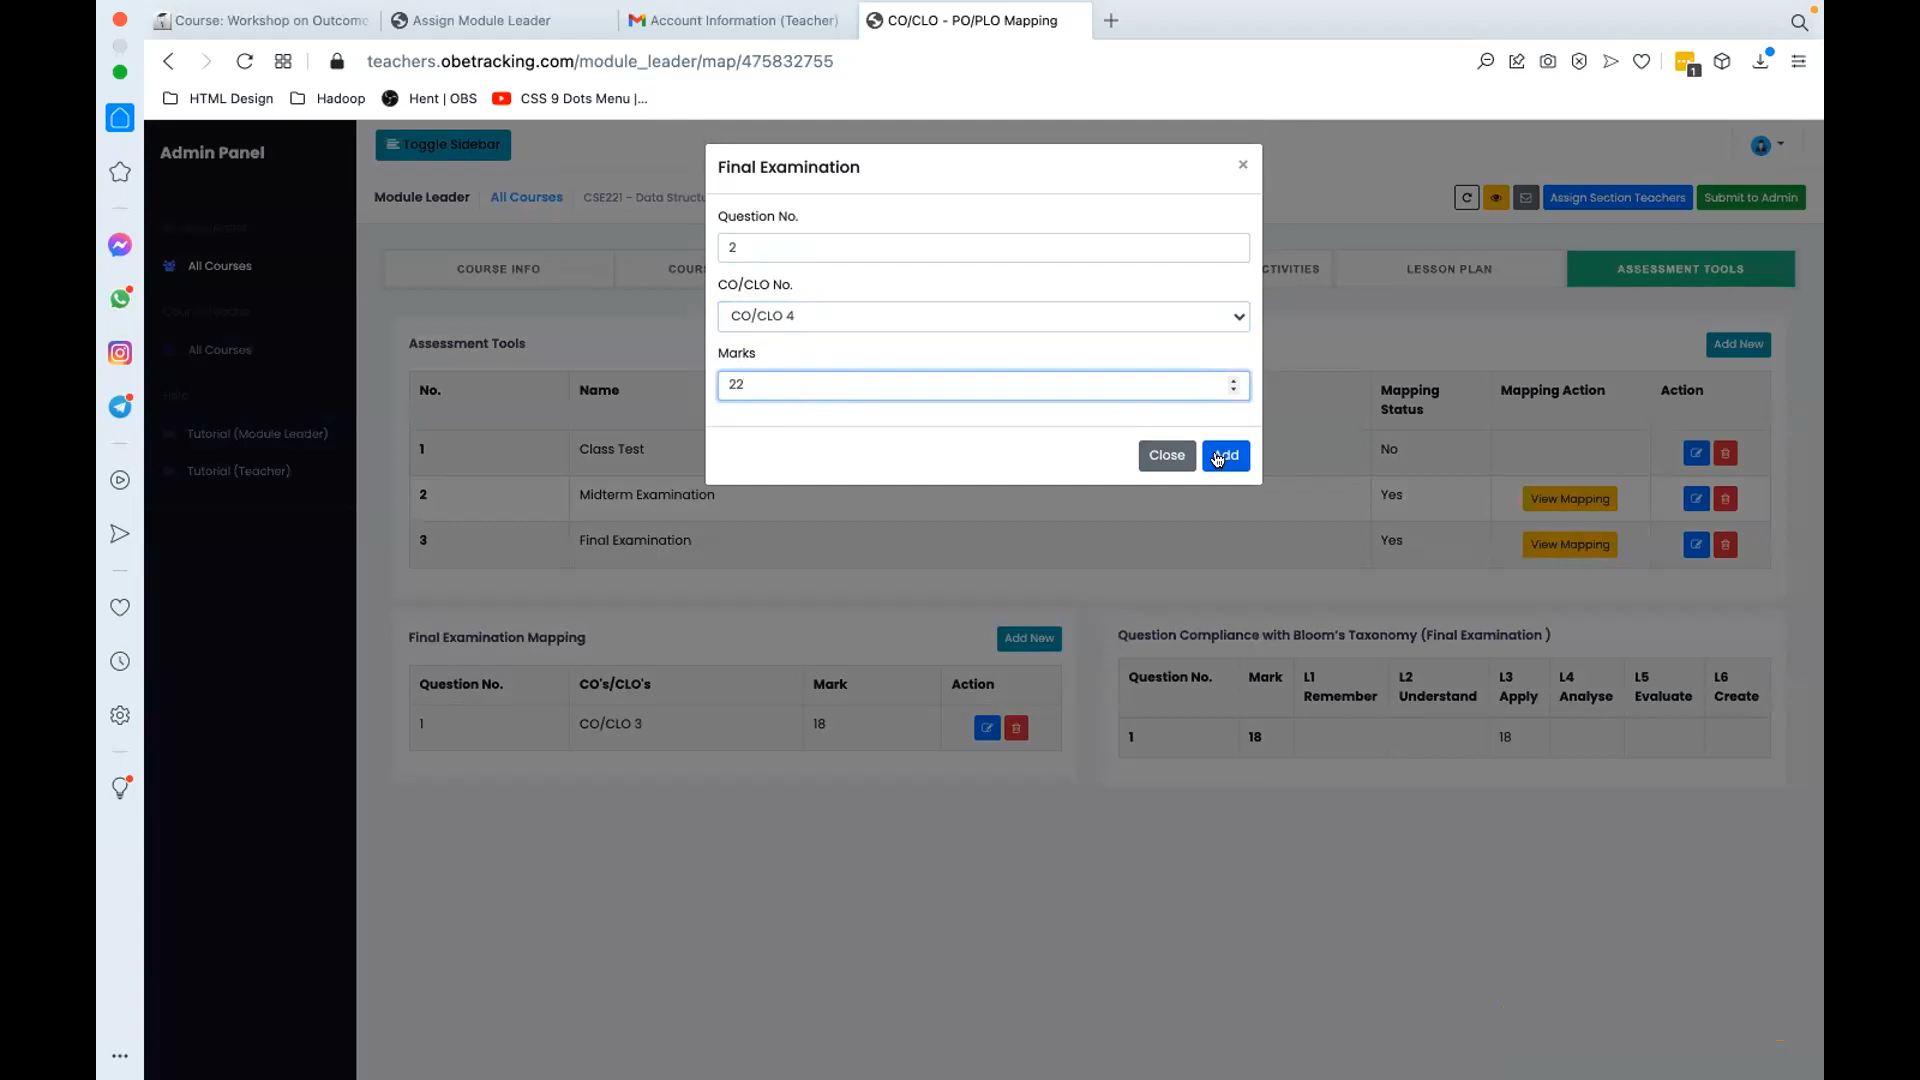 Course: Workshop on Outcome
Assign Module Leader
Account Information (Teacher)
CO/CLO - PO/PLO Mapping
teachers.obetracking.com/module_leader/map/475832755
1
HTML Design
Hadoop
Hent | OBS
CSS 9 Dots Menu |...
Admin Panel
Toggle Sidebar
Module Leader
All Courses
CSE221 - Data Structu
Assign Section Teachers
Submit to Admin
All Courses
All Courses
Tutorial (Module Leader)
Tutorial (Teacher)
COURSE INFO
COUR
CTIVITIES
LESSON PLAN
ASSESSMENT TOOLS
Final Examination
×
Question No.
2
CO/CLO No.
CO/CLO 4
Marks
22
Close
Add
Assessment Tools
Add New
No.
Name
Mapping Status
Mapping Action
Action
1
Class Test
No
2
Midterm Examination
Yes
View Mapping
3
Final Examination
Yes
View Mapping
Final Examination Mapping
Add New
Question No.
CO's/CLO's
Mark
Action
1
CO/CLO 3
18
Question Compliance with Bloom's Taxonomy (Final Examination )
Question No.
Mark
L1 Remember
L2 Understand
L3 Apply
L4 Analyse
L5 Evaluate
L6 Create
1
18
18